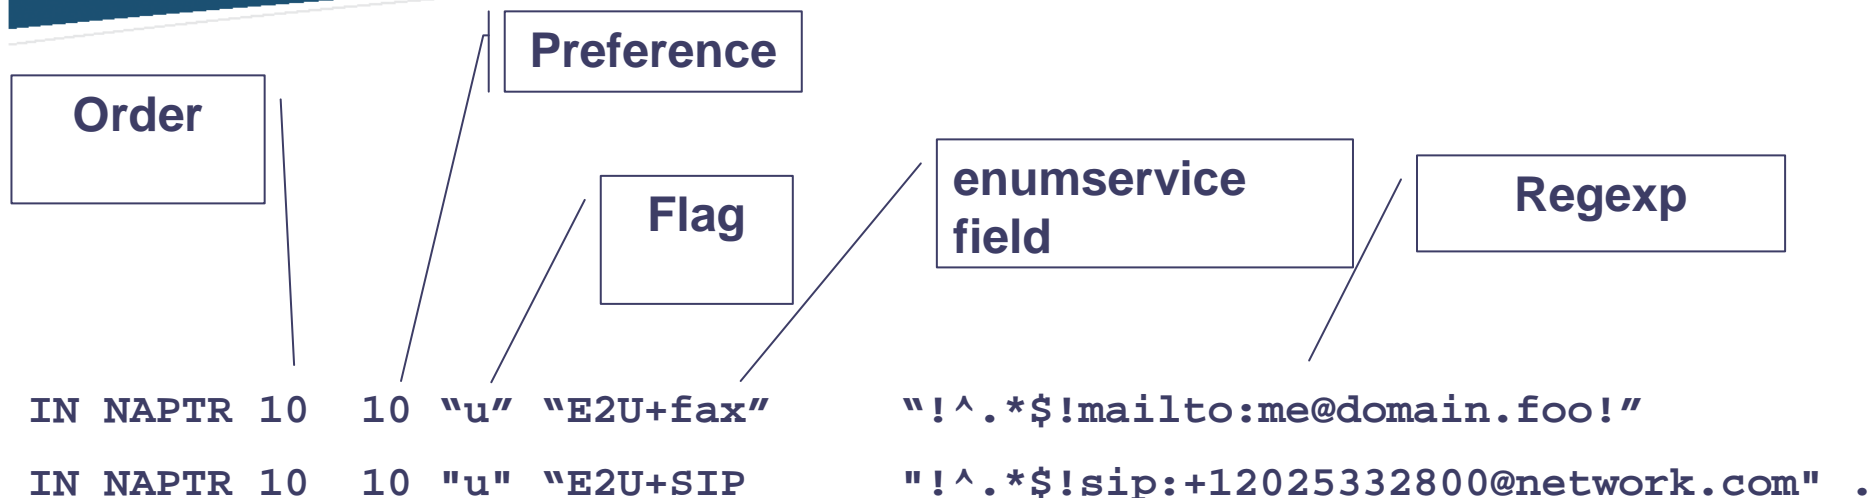 Preference
Order
Flag
enumservice
field
Regexp
IN NAPTR 10 10 “u” “E2U+fax” “!^.*$!mailto:me@domain.foo!”
IN NAPTR 10 10 "u" “E2U+SIP "!^.*$!sip:+12025332800@network.com" .